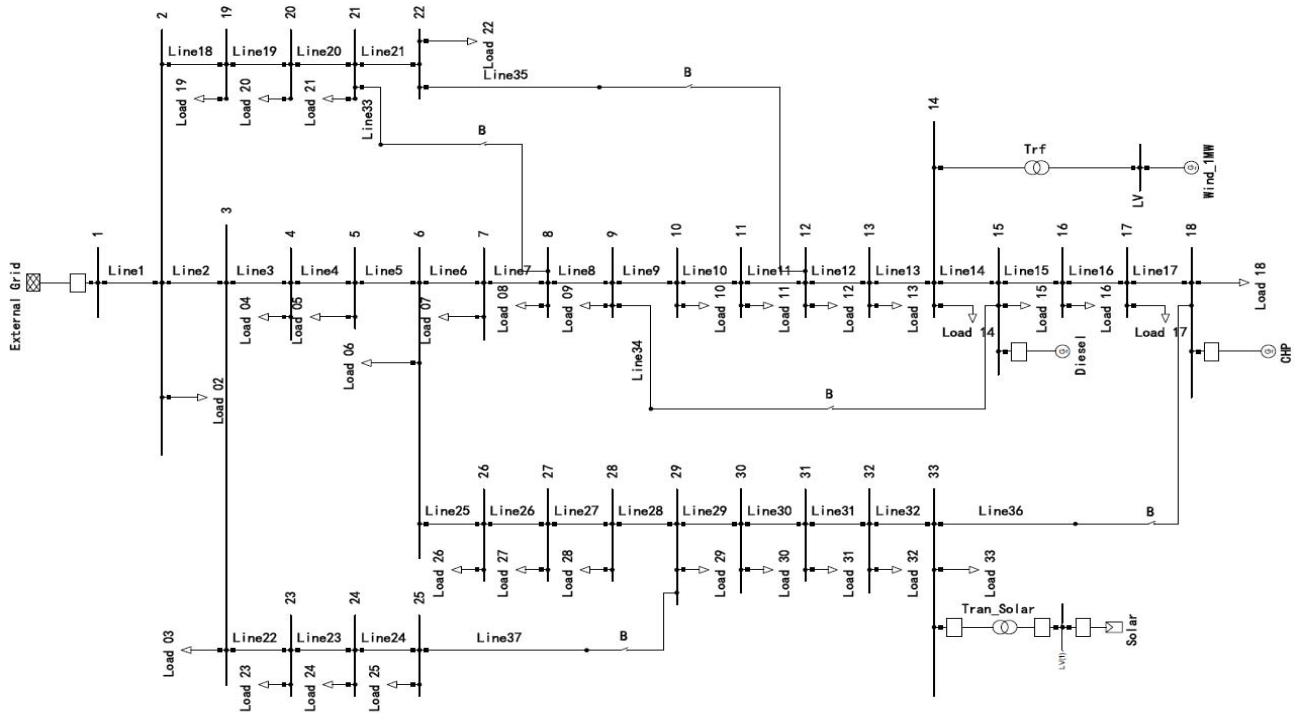 2
19
20
21
22
Line18
Line19
Line20
Line21
Load 22
Line35
B
Load 19
Load 20
Load 21
Line33
B
14
Trf
LV
Wind_1MW
External Grid
1
3
4
5
6
7
8
9
10
11
12
13
15
16
17
18
Line1
Line2
Line3
Line4
Line5
Line6
Line7
Line8
Line9
Line10
Line11
Line12
Line13
Line14
Line15
Line16
Line17
Load 04
Load 05
Load 07
Load 08
Load 09
Load 10
Load 11
Load 12
Load 13
Load 14
Load 15
Load 16
Load 17
Load 18
Load 06
Line34
B
Diesel
CHP
Load 02
26
27
28
29
30
31
32
33
Line25
Line26
Line27
Line28
Line29
Line30
Line31
Line32
Line36
B
Load 26
Load 27
Load 28
Load 29
Load 30
Load 31
Load 32
Load 33
Load 03
23
24
25
Line22
Line23
Line24
Line37
B
Load 23
Load 24
Load 25
Tran_Solar
LV(1)
Solar
G
G
G